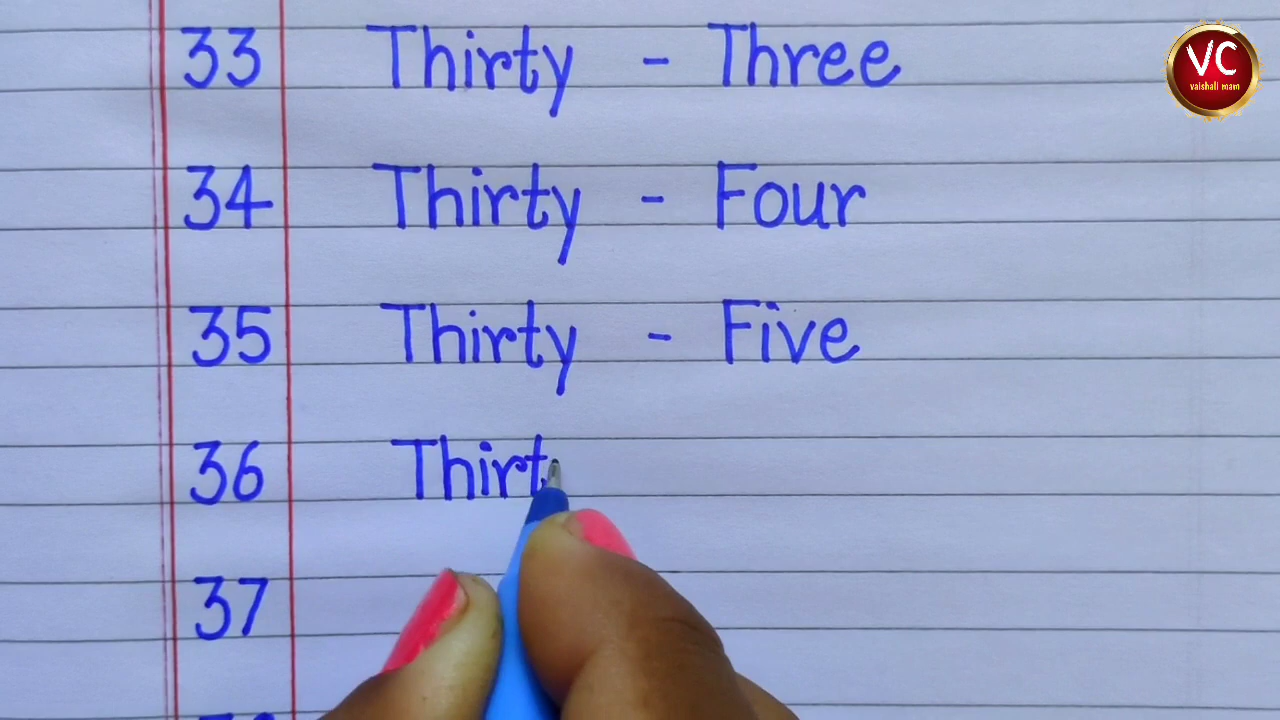 33 Thirty - Three
34 Thirty - Four
35 Thirty - Five
36 Thirt
37
VC
vaishali mam